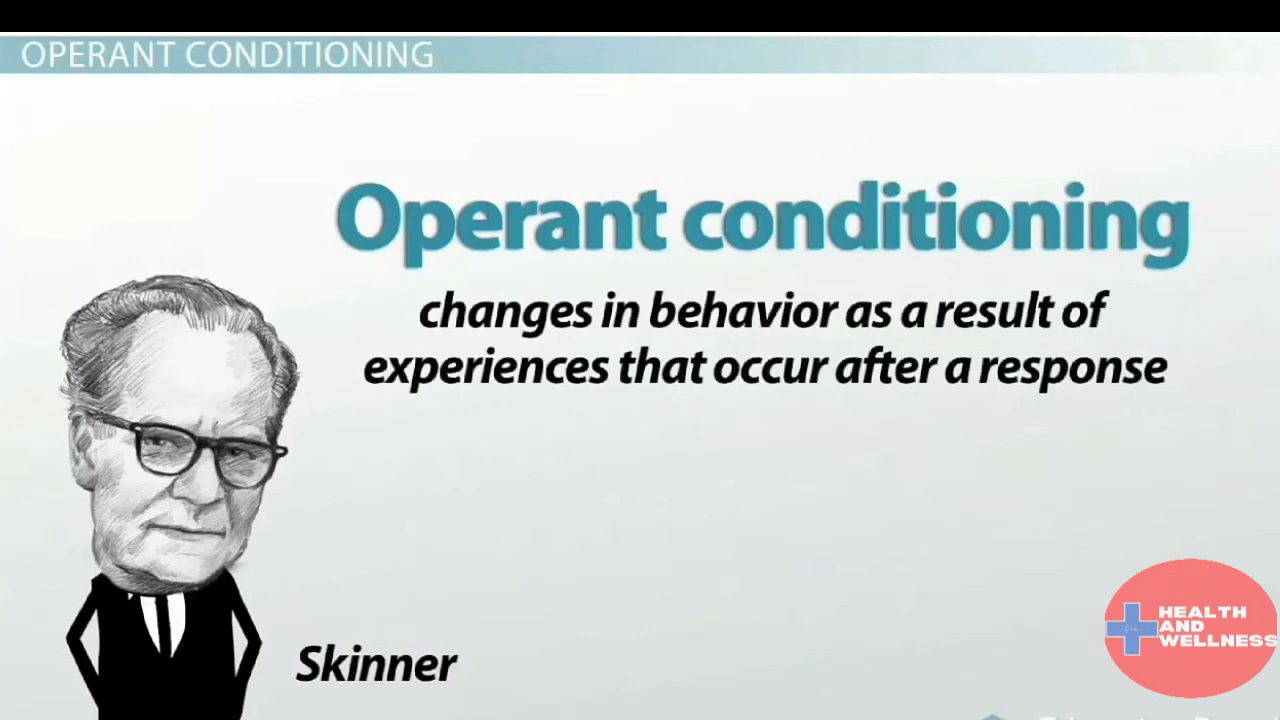 OPERANT CONDITIONING
Operant conditioning
changes in behavior as a result of
experiences that occur after a response
Skinner
HEALTH
AND
WELLNESS